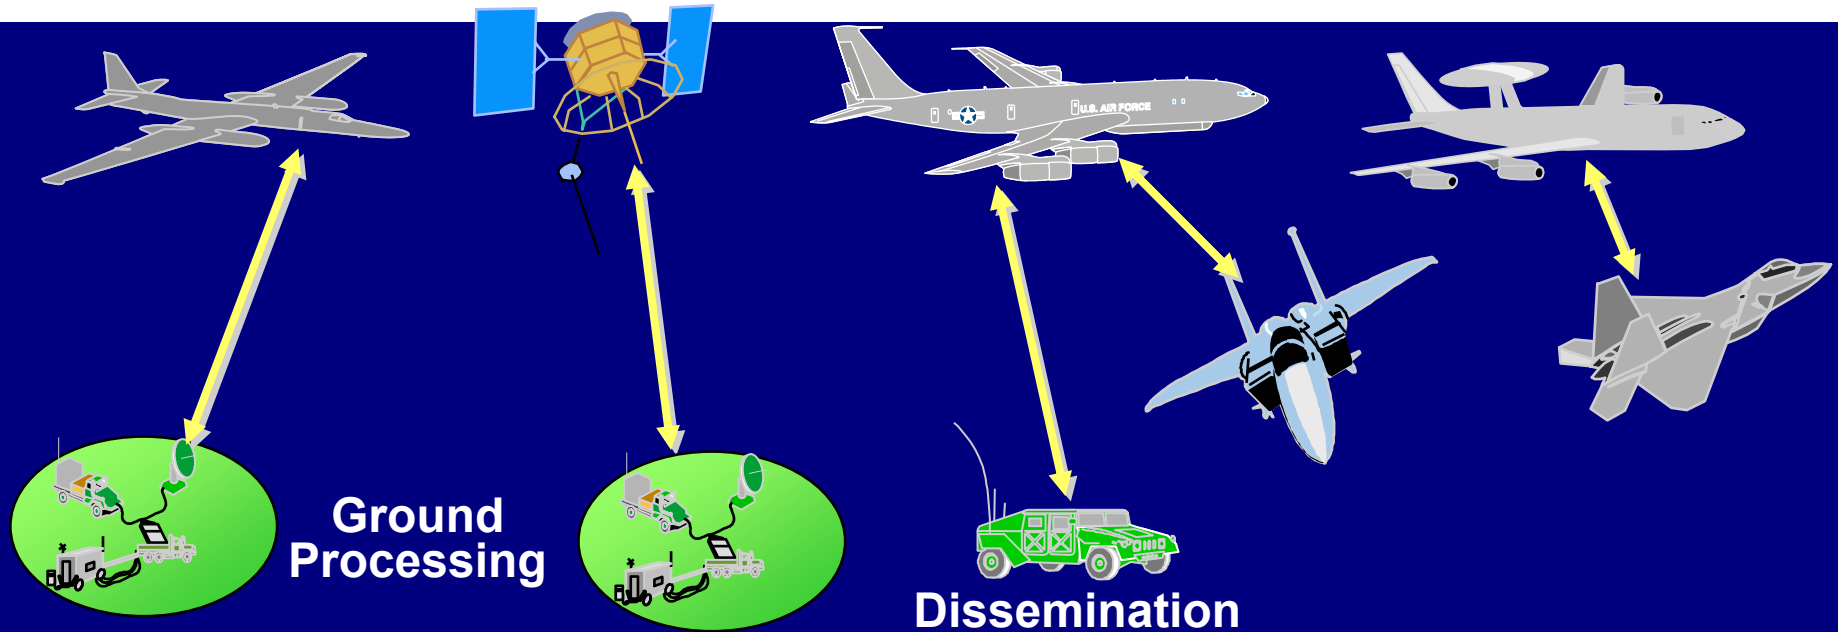 U.S. AIR FORCE
Ground
Processing
Dissemination